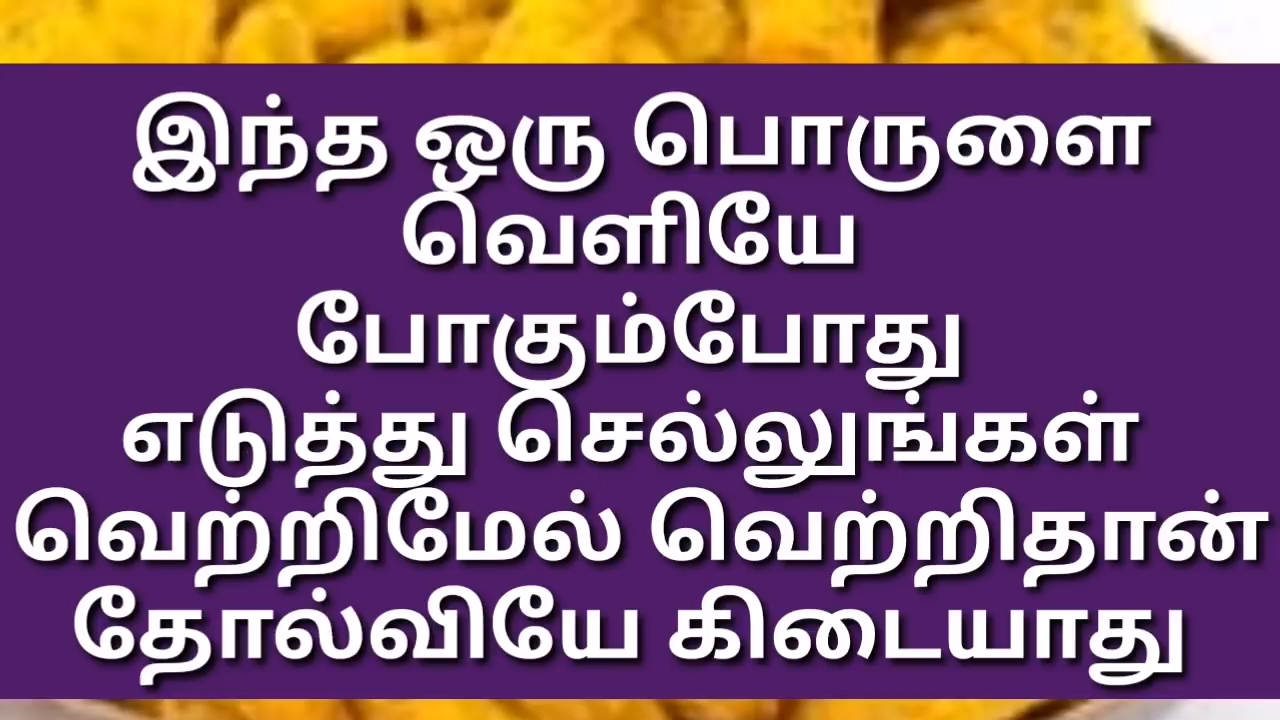 இந்த ஒரு பொருளை
வெளியே
போகும்போது
எடுத்து செல்லுங்கள்
வெற்றிமேல் வெற்றிதான்
தோல்வியே கிடையாது